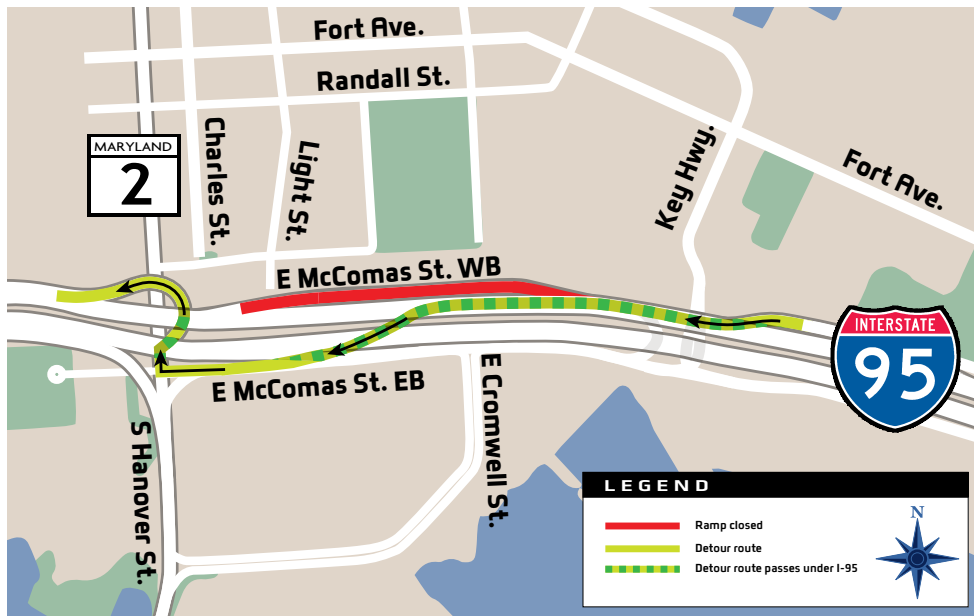 Fort Ave.
Randall St.
MARYLAND
2
Charles St.
Light St.
Key Hwy.
Fort Ave.
E McComas St. WB
INTERSTATE
95
E McComas St. EB
E Cromwell St.
S Hanover St.
LEGEND
Ramp closed
Detour route
Detour route passes under I-95
N